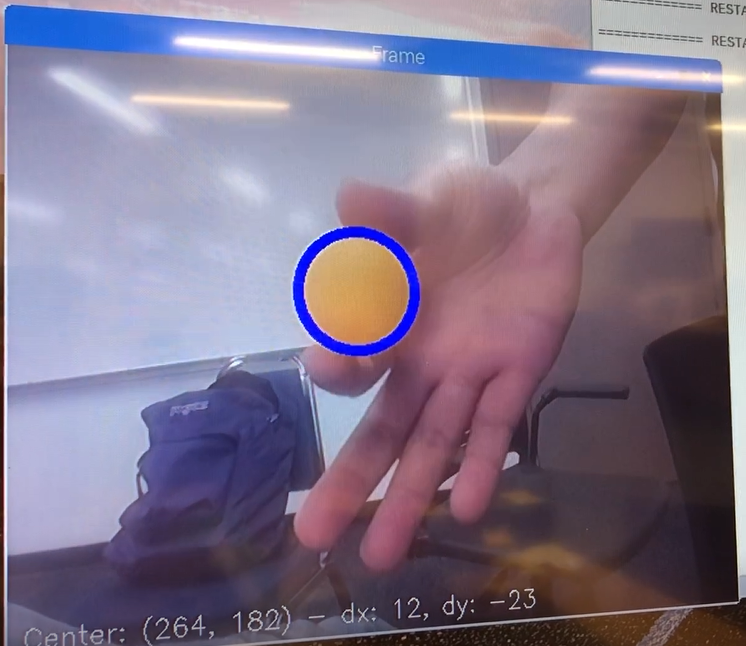 ============ RESTA
Frame
============ RESTA
Center: (264, 182) - dx: 12, dy: -23